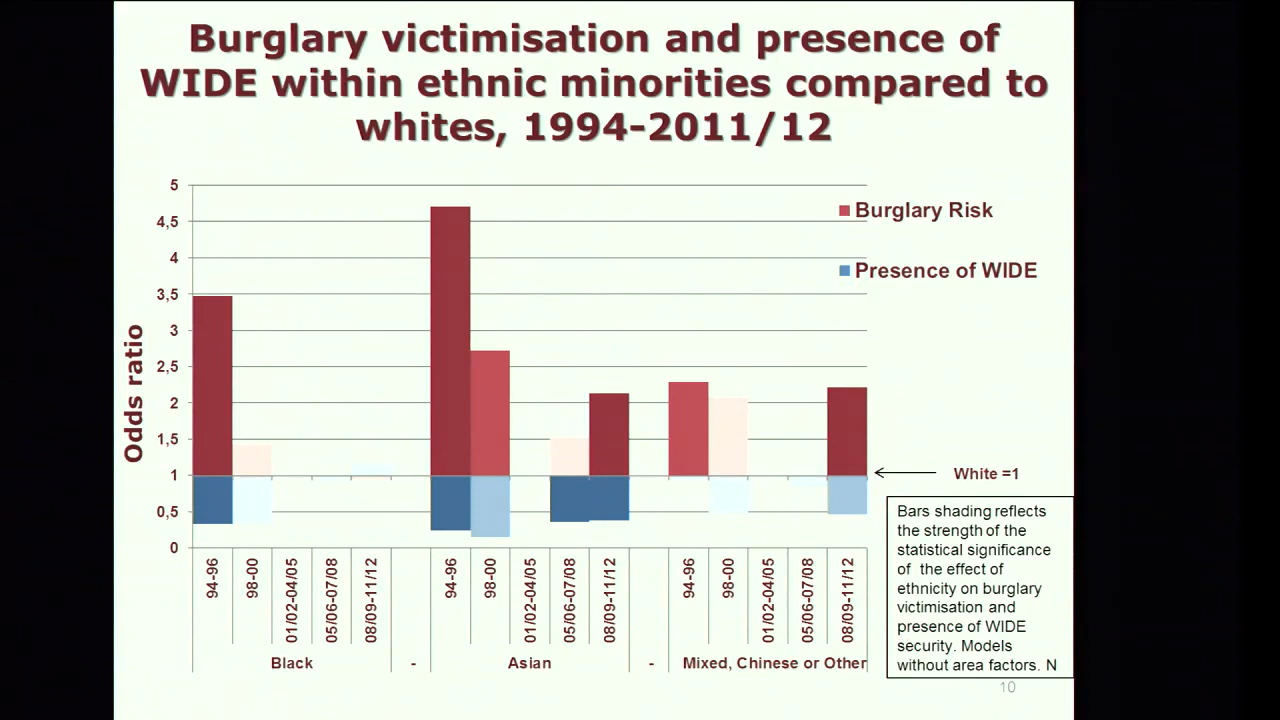 Burglary victimisation and presence of
WIDE within ethnic minorities compared to
whites, 1994-2011/12
5
4,5
4
3,5
3
2,5
2
1,5
1
0,5
0
Odds ratio
Burglary Risk
Presence of WIDE
White =1
Bars shading reflects
the strength of the
statistical significance
of the effect of
ethnicity on burglary
victimisation and
presence of WIDE
security. Models
without area factors. N
94-96
98-00
01/02-04/05
05/06-07/08
08/09-11/12
94-96
98-00
01/02-04/05
05/06-07/08
08/09-11/12
94-96
98-00
01/02-04/05
05/06-07/08
08/09-11/12
Black - Asian - Mixed, Chinese or Other
10